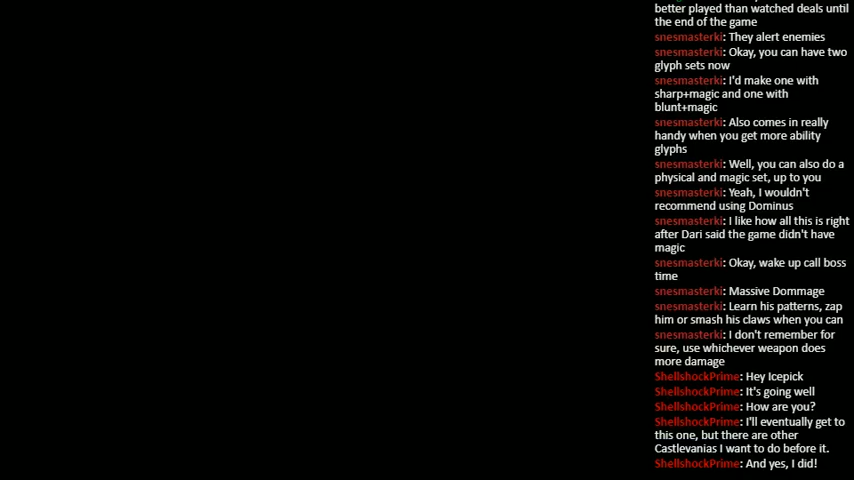 better played than watched deals until
the end of the game
snesmasterki: They alert enemies
snesmasterki: Okay, you can have two
glyph sets now
snesmasterki: I'd make one with
sharp+magic and one with
blunt+magic
snesmasterki: Also comes in really
handy when you get more ability
glyphs
snesmasterki: Well, you can also do a
physical and magic set, up to you
snesmasterki: Yeah, I wouldn't
recommend using Dominus
snesmasterki: I like how all this is right
after Dari said the game didn't have
magic
snesmasterki: Okay, wake up call boss
time
snesmasterki: Massive Dommage
snesmasterki: Learn his patterns, zap
him or smash his claws when you can
snesmasterki: I don't remember for
sure, use whichever weapon does
more damage
ShellshockPrime: Hey Icepick
ShellshockPrime: It's going well
ShellshockPrime: How are you?
ShellshockPrime: I'll eventually get to
this one, but there are other
Castlevanias I want to do before it.
ShellshockPrime: And yes, I did!